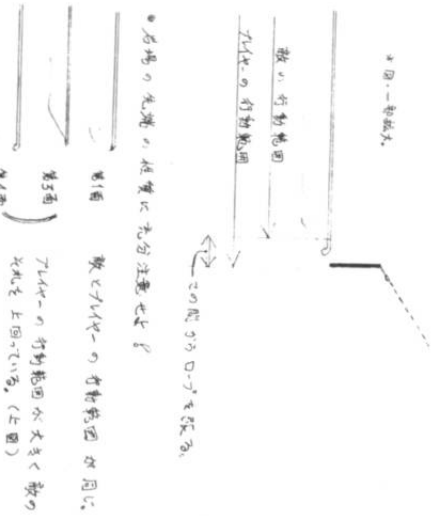 *図・一部拡大。
敵の行動範囲
プレイヤーの行動範囲
この間からロープを張る。
●足場の先端の性質に充分注意せよ!
第1面 敵とプレイヤーの行動範囲が同じ。
第3面 プレイヤーの行動範囲が大きく敵の
それを上回っている。(上図)